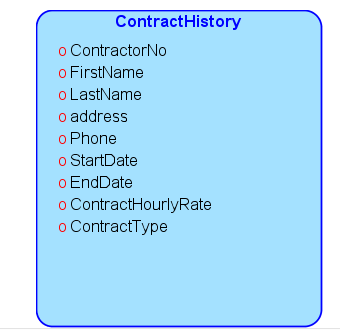 ContractHistory
o ContractorNo
o FirstName
o LastName
o address
o Phone
o StartDate
o EndDate
o ContractHourlyRate
o ContractType